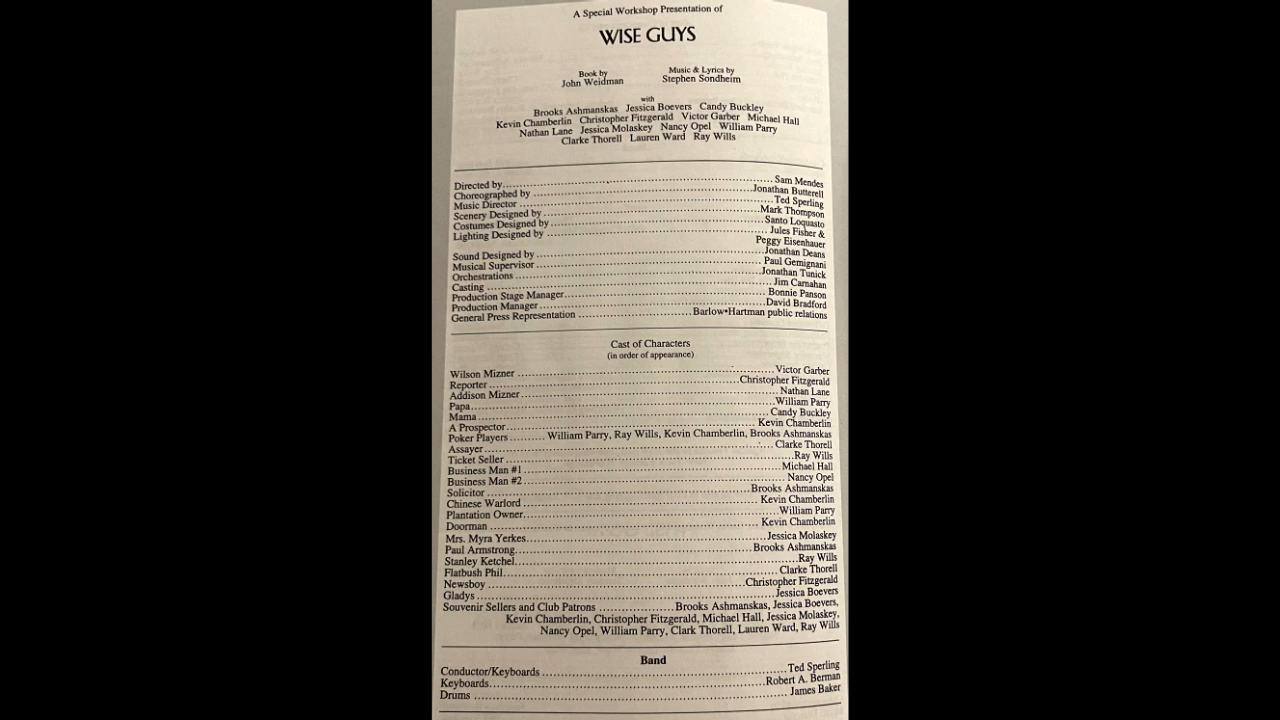 A Special Workshop Presentation of
WISE GUYS
Book by
John Weidman
Music & Lyrics by
Stephen Sondheim
with
Brooks Ashmanskas Jessica Boevers Candy Buckley
Kevin Chamberlin Christopher Fitzgerald Victor Garber Michael Hall
Nathan Lane Jessica Molaskey Nancy Opel William Parry
Clarke Thorell Lauren Ward Ray Wills
Directed by Sam Mendes
Choreographed by Jonathan Butterell
Music Director Ted Sperling
Scenery Designed by Mark Thompson
Costumes Designed by Santo Loquasto
Lighting Designed by Jules Fisher &
Peggy Eisenhauer
Sound Designed by Jonathan Deans
Musical Supervisor Paul Gemignani
Orchestrations Jonathan Tunick
Casting Jim Carnahan
Production Stage Manager Bonnie Panson
Production Manager David Bradford
General Press Representation Barlow•Hartman public relations
Cast of Characters
(in order of appearance)
Wilson Mizner Victor Garber
Reporter Christopher Fitzgerald
Addison Mizner Nathan Lane
Papa William Parry
Mama Candy Buckley
A Prospector Kevin Chamberlin
Poker Players William Parry, Ray Wills, Kevin Chamberlin, Brooks Ashmanskas
Assayer Clarke Thorell
Ticket Seller Ray Wills
Business Man #1 Michael Hall
Business Man #2 Nancy Opel
Solicitor Brooks Ashmanskas
Chinese Warlord Kevin Chamberlin
Plantation Owner William Parry
Doorman Kevin Chamberlin
Mrs. Myra Yerkes Jessica Molaskey
Paul Armstrong Brooks Ashmanskas
Stanley Ketchel Ray Wills
Flatbush Phil Clarke Thorell
Newsboy Christopher Fitzgerald
Gladys Jessica Boevers
Souvenir Sellers and Club Patrons Brooks Ashmanskas, Jessica Boevers,
Kevin Chamberlin, Christopher Fitzgerald, Michael Hall, Jessica Molaskey,
Nancy Opel, William Parry, Clark Thorell, Lauren Ward, Ray Wills
Band
Conductor/Keyboards Ted Sperling
Keyboards Robert A. Berman
Drums James Baker